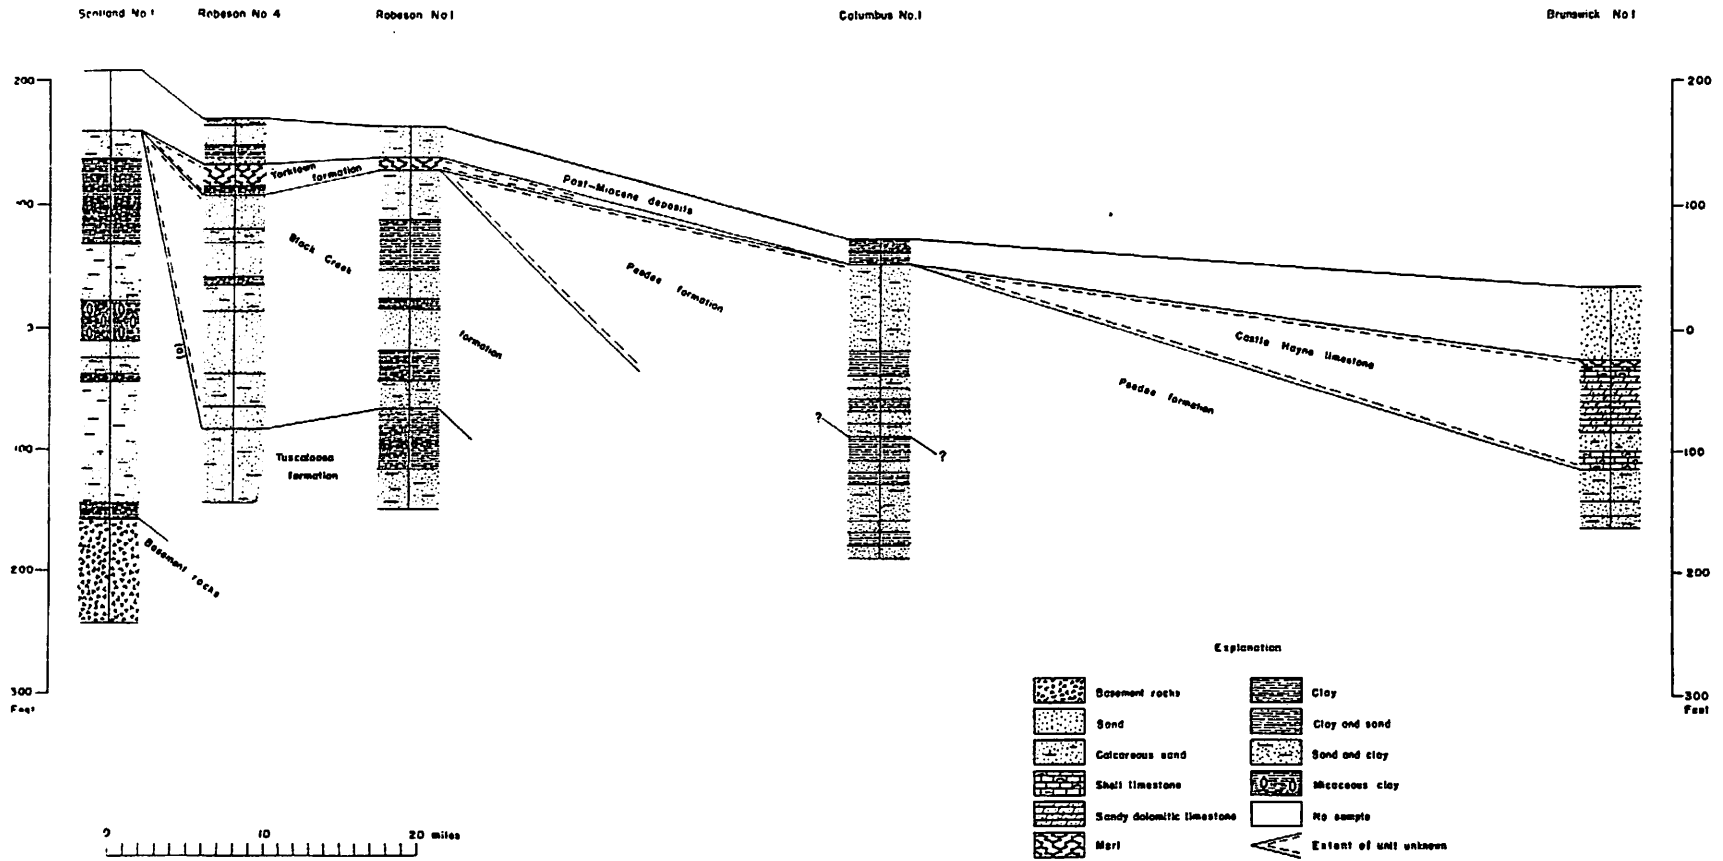 Scotland No 1 Robeson No 4 Robeson No 1 Columbus No. 1 Brunswick No 1
200 200
Yorktown formation
Post-Miocene deposits
100
Black Creek formation
Peedee formation
0 0
Castle Hayne limestone
Peedee formation
? ?
100 100
Tuscaloosa formation
Basement rocks
200 200
300 300
Feet Feet
Explanation
Basement rocks Clay
Sand Clay and sand
Calcareous sand Sand and clay
Shell limestone Micaceous clay
Sandy dolomitic limestone No sample
Marl Extent of unit unknown
0 10 20 miles